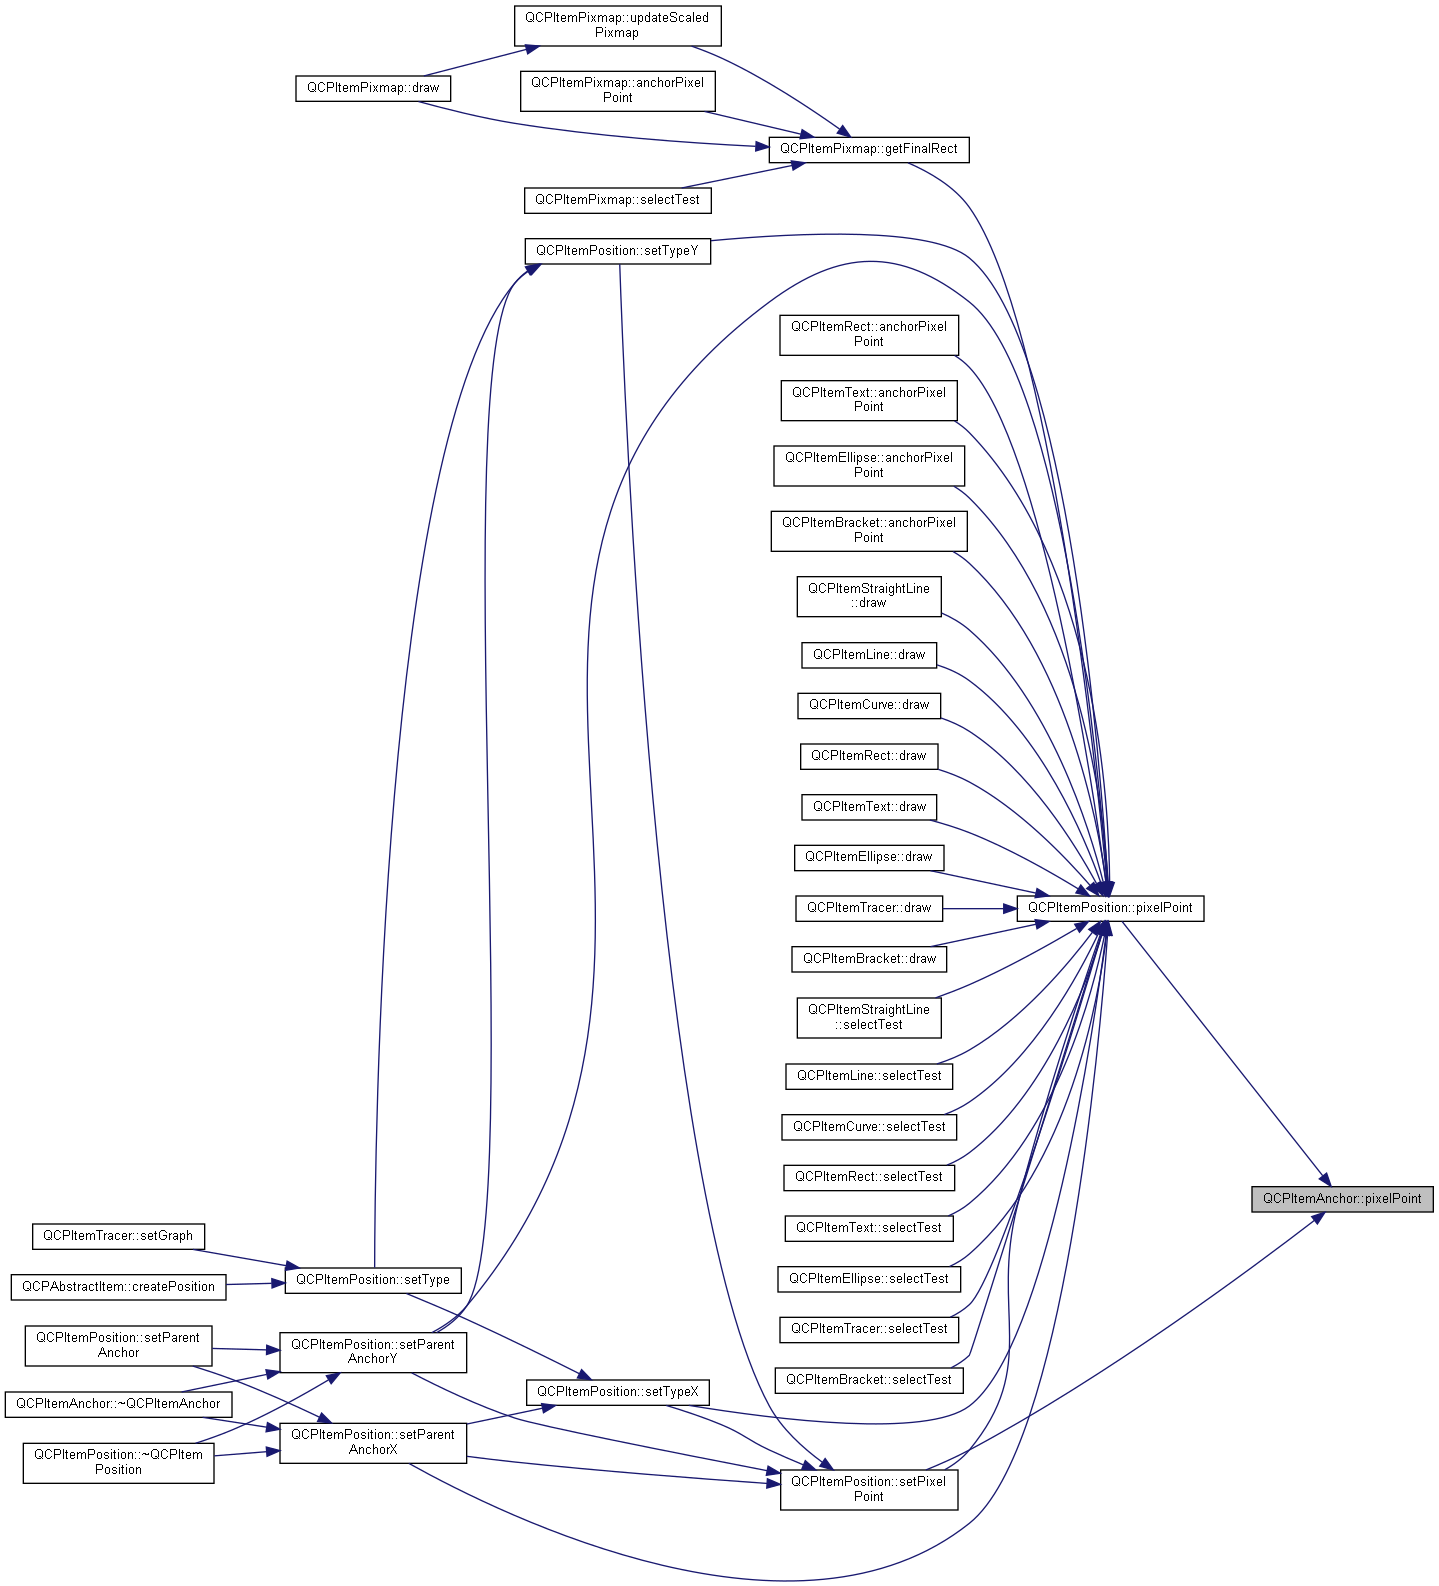 QCPItemPixmap::updateScaled
Pixmap
QCPItemPixmap::draw
QCPItemPixmap::anchorPixel
Point
QCPItemPixmap::getFinalRect
QCPItemPixmap::selectTest
QCPItemPosition::setTypeY
QCPItemRect::anchorPixel
Point
QCPItemText::anchorPixel
Point
QCPItemEllipse::anchorPixel
Point
QCPItemBracket::anchorPixel
Point
QCPItemStraightLine
::draw
QCPItemLine::draw
QCPItemCurve::draw
QCPItemRect::draw
QCPItemText::draw
QCPItemEllipse::draw
QCPItemTracer::draw
QCPItemPosition::pixelPoint
QCPItemBracket::draw
QCPItemStraightLine
::selectTest
QCPItemLine::selectTest
QCPItemCurve::selectTest
QCPItemRect::selectTest
QCPItemAnchor::pixelPoint
QCPItemText::selectTest
QCPItemTracer::setGraph
QCPItemEllipse::selectTest
QCPItemPosition::setType
QCPAbstractItem::createPosition
QCPItemTracer::selectTest
QCPItemPosition::setParent
Anchor
QCPItemPosition::setParent
AnchorY
QCPItemBracket::selectTest
QCPItemPosition::setTypeX
QCPItemAnchor::~QCPItemAnchor
QCPItemPosition::setParent
AnchorX
QCPItemPosition::~QCPItem
Position
QCPItemPosition::setPixel
Point